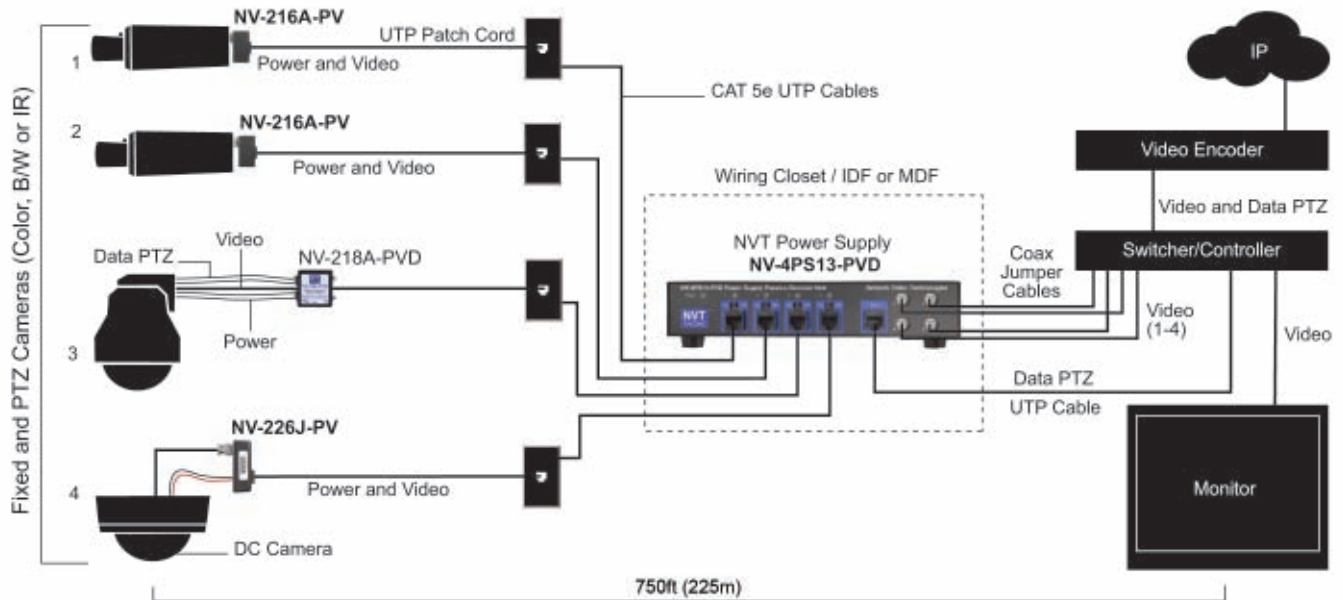 Fixed and PTZ Cameras (Color, B/W or IR)
1
NV-216A-PV
UTP Patch Cord
Power and Video
2
NV-216A-PV
Power and Video
3
Data PTZ
Video
NV-218A-PVD
Power
4
NV-226J-PV
Power and Video
DC Camera
CAT 5e UTP Cables
Wiring Closet / IDF or MDF
NVT Power Supply
NV-4PS13-PVD
NVT
Coax
Jumper
Cables
Video
(1-4)
Data PTZ
UTP Cable
IP
Video Encoder
Video and Data PTZ
Switcher/Controller
Video
Monitor
750ft (225m)